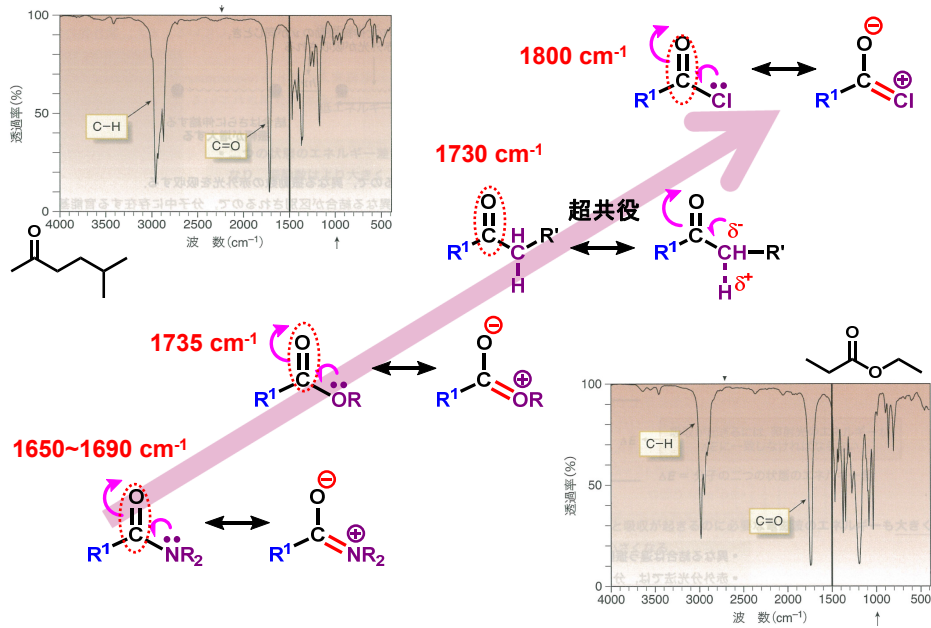 100
50
0
透過率(%)
C−H
C=O
4000 3500 3000 2500 2000 1500 1000 500 400
波 数(cm⁻¹)
O
1800 cm⁻¹
O
R¹
Cl
O
R¹
Cl
1730 cm⁻¹
O
R¹
H
C
H
R'
超共役
O
R¹
δ⁻
CH
R'
H
δ⁺
1735 cm⁻¹
O
C
R¹
OR
O
C
R¹
OR
1650~1690 cm⁻¹
O
C
R¹
NR₂
O
C
R¹
NR₂
O
O
100
50
0
透過率(%)
C−H
C=O
4000 3500 3000 2500 2000 1500 1000 500
波 数(cm⁻¹)